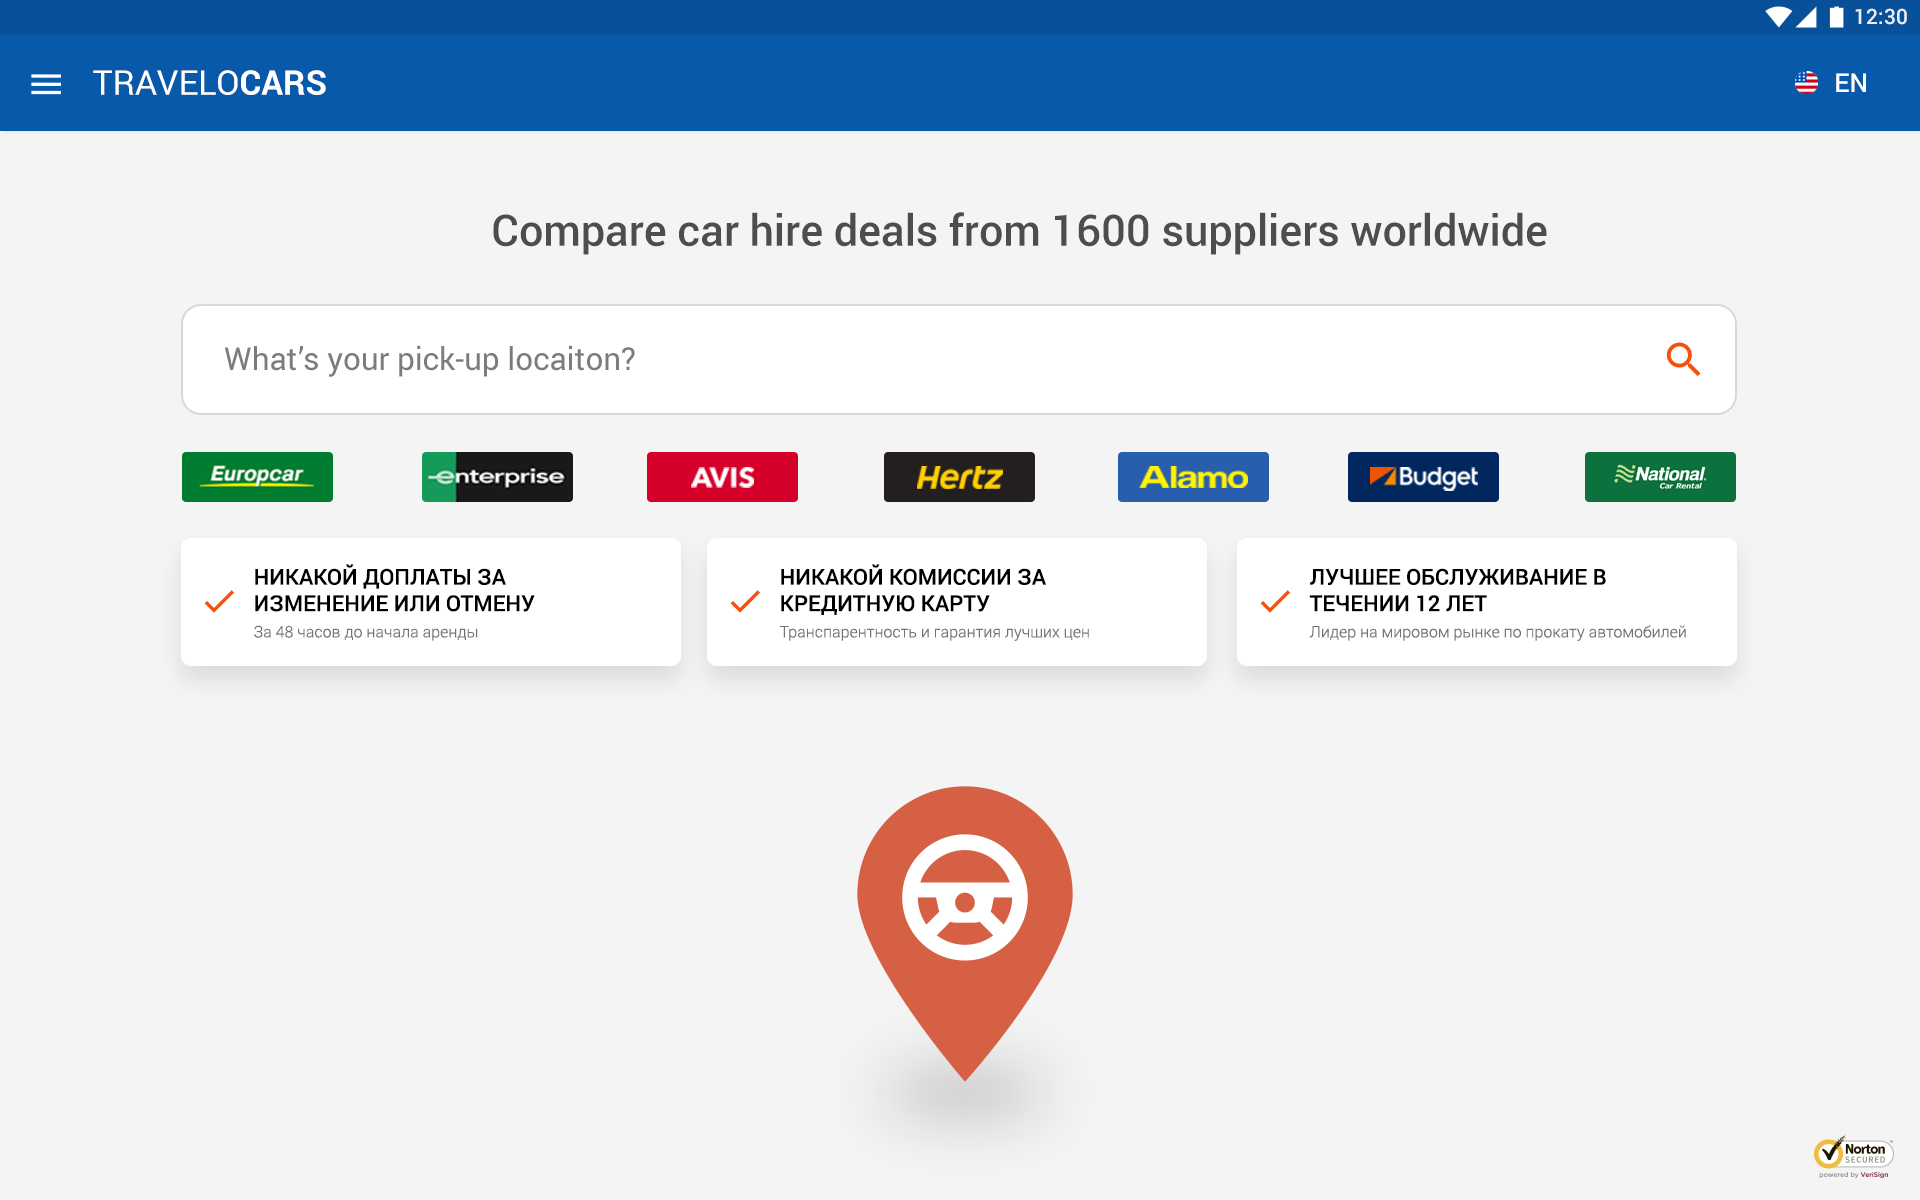 12:30
TRAVELOCARS
EN
Compare car hire deals from 1600 suppliers worldwide
What’s your pick-up locaiton?
Europcar
enterprise
AVIS
Hertz
Alamo
Budget
National
Car Rental
НИКАКОЙ ДОПЛАТЫ ЗА
ИЗМЕНЕНИЕ ИЛИ ОТМЕНУ
За 48 часов до начала аренды
НИКАКОЙ КОМИССИИ ЗА
КРЕДИТНУЮ КАРТУ
Транспарентность и гарантия лучших цен
ЛУЧШЕЕ ОБСЛУЖИВАНИЕ В
ТЕЧЕНИИ 12 ЛЕТ
Лидер на мировом рынке по прокату автомобилей
Norton
SECURED
powered by VeriSign